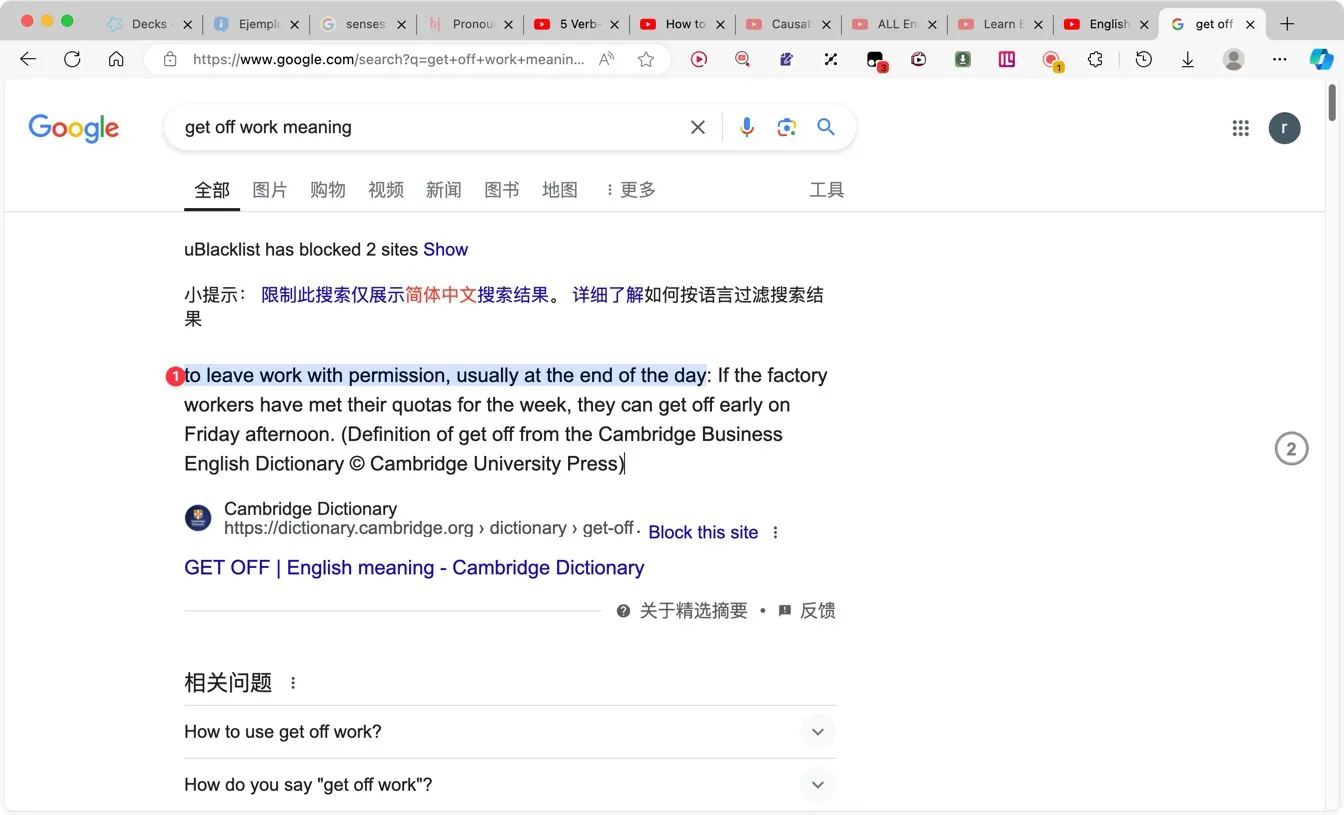 Decks
Ejemple
senses
Pronou
5 Verb
How to
Causat
ALL En
Learn E
English
get off
https://www.google.com/search?q=get+off+work+meanin...
3
1
Google
get off work meaning
r
全部 图片 购物 视频 新闻 图书 地图 更多 工具
uBlacklist has blocked 2 sites Show
小提示： 限制此搜索仅展示简体中文搜索结果。 详细了解如何按语言过滤搜索结
果
1 to leave work with permission, usually at the end of the day: If the factory
workers have met their quotas for the week, they can get off early on
Friday afternoon. (Definition of get off from the Cambridge Business
English Dictionary © Cambridge University Press)
2
Cambridge Dictionary
https://dictionary.cambridge.org › dictionary › get-off · Block this site
GET OFF | English meaning - Cambridge Dictionary
关于精选摘要 • 反馈
相关问题
How to use get off work?
How do you say "get off work"?